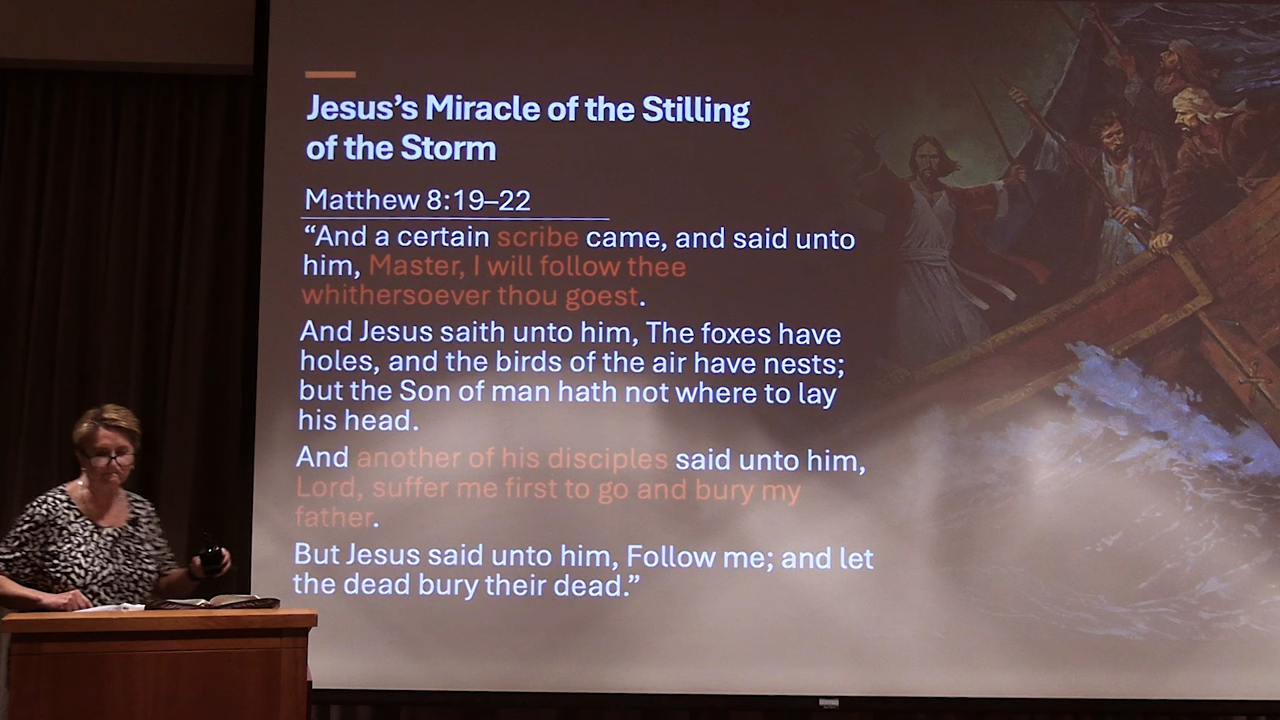 Jesus’s Miracle of the Stilling
of the Storm
Matthew 8:19–22
“And a certain scribe came, and said unto
him, Master, I will follow thee
whithersoever thou goest.
And Jesus saith unto him, The foxes have
holes, and the birds of the air have nests;
but the Son of man hath not where to lay
his head.
And another of his disciples said unto him,
Lord, suffer me first to go and bury my
father.
But Jesus said unto him, Follow me; and let
the dead bury their dead.”